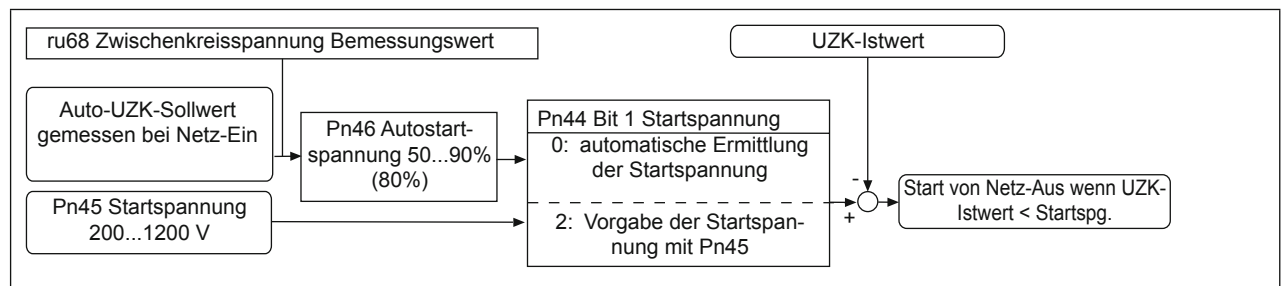 ru68 Zwischenkreisspannung Bemessungswert
UZK-Istwert
Auto-UZK-Sollwert
gemessen bei Netz-Ein
Pn46 Autostart-
spannung 50...90%
(80%)
Pn44 Bit 1 Startspannung
0: automatische Ermittlung
der Startspannung
2: Vorgabe der Startspan-
nung mit Pn45
Pn45 Startspannung
200...1200 V
-
+
Start von Netz-Aus wenn UZK-
Istwert < Startspg.